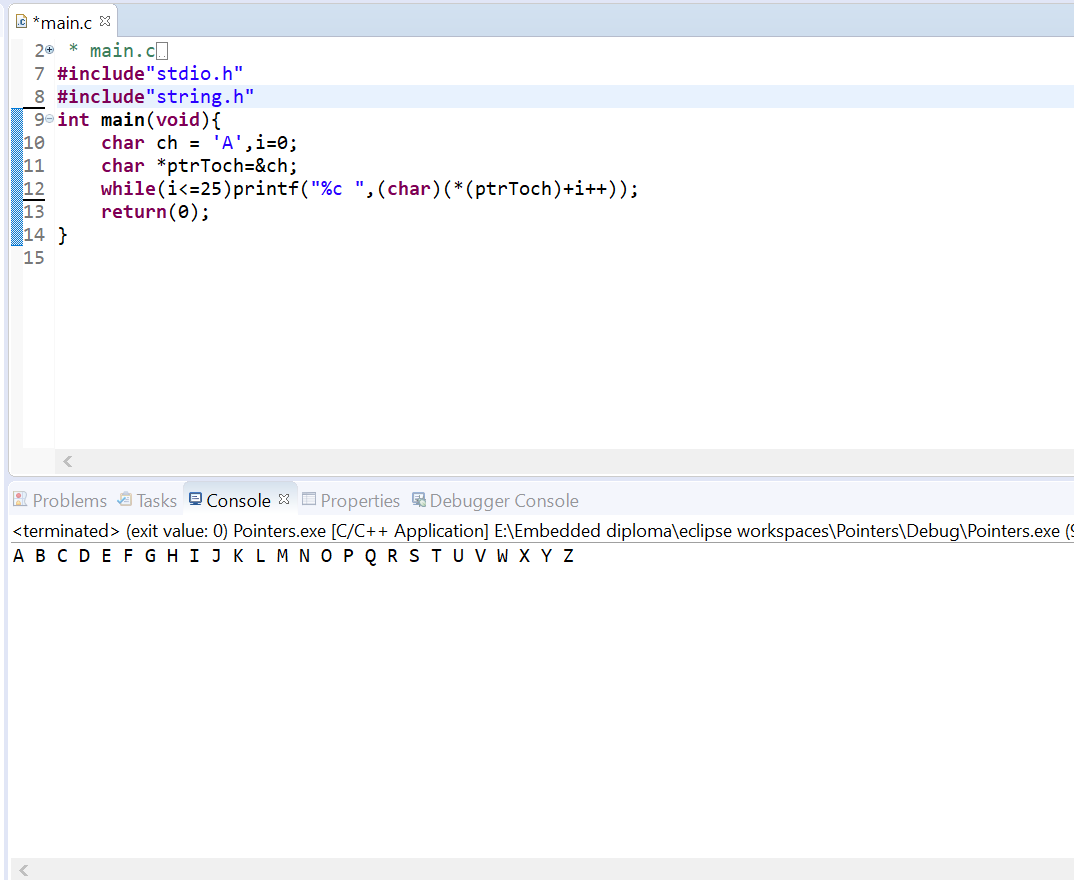 *main.c
2 * main.c
7 #include"stdio.h"
8 #include"string.h"
9 int main(void){
10 char ch = 'A',i=0;
11 char *ptrToch=&ch;
12 while(i<=25)printf("%c ",(char)(*(ptrToch)+i++));
13 return(0);
14 }
15
Problems Tasks Console Properties Debugger Console
<terminated> (exit value: 0) Pointers.exe [C/C++ Application] E:\Embedded diploma\eclipse workspaces\Pointers\Debug\Pointers.exe (9
A B C D E F G H I J K L M N O P Q R S T U V W X Y Z